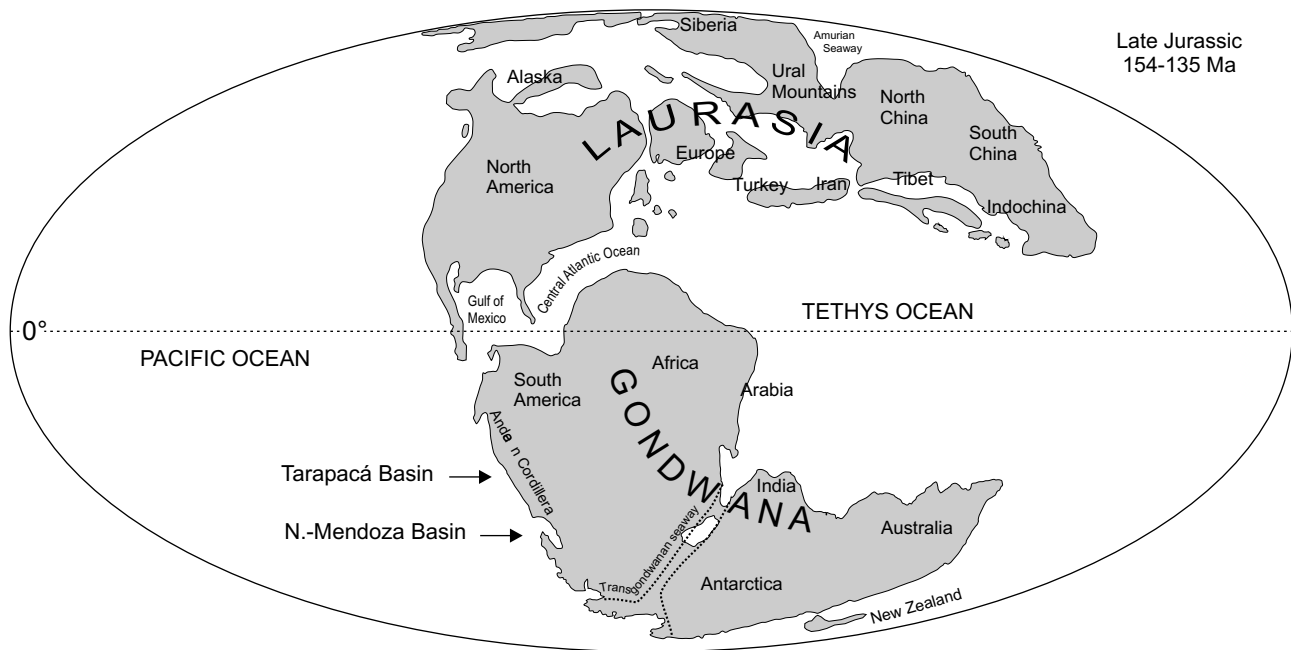 Siberia
Amurian
Seaway
Late Jurassic
154-135 Ma
Alaska
Ural
Mountains
North
China
LAURASIA
South
China
Europe
North
America
Turkey
Iran
Tibet
Indochina
Central Atlantic Ocean
Gulf of
Mexico
TETHYS OCEAN
0°
PACIFIC OCEAN
Africa
South
America
GONDWANA
Arabia
Andean Cordillera
Tarapacá Basin
India
N.-Mendoza Basin
Australia
Trans gondwanan seaway
Antarctica
New Zealand